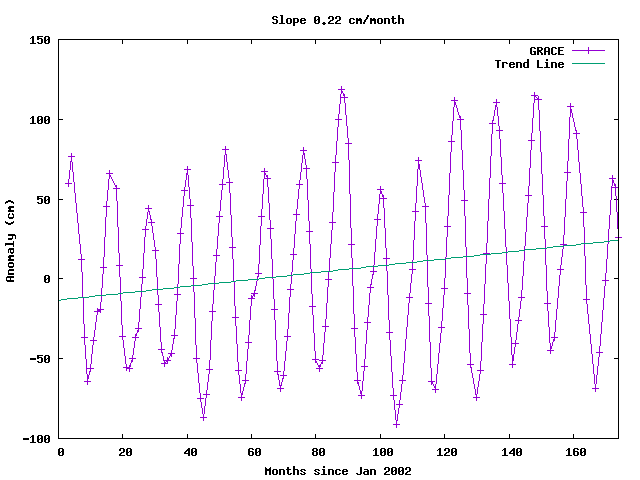 Slope 0.22 cm/month
GRACE
Trend Line
150
100
50
0
-50
-100
Anomaly (cm)
0 20 40 60 80 100 120 140 160
Months since Jan 2002